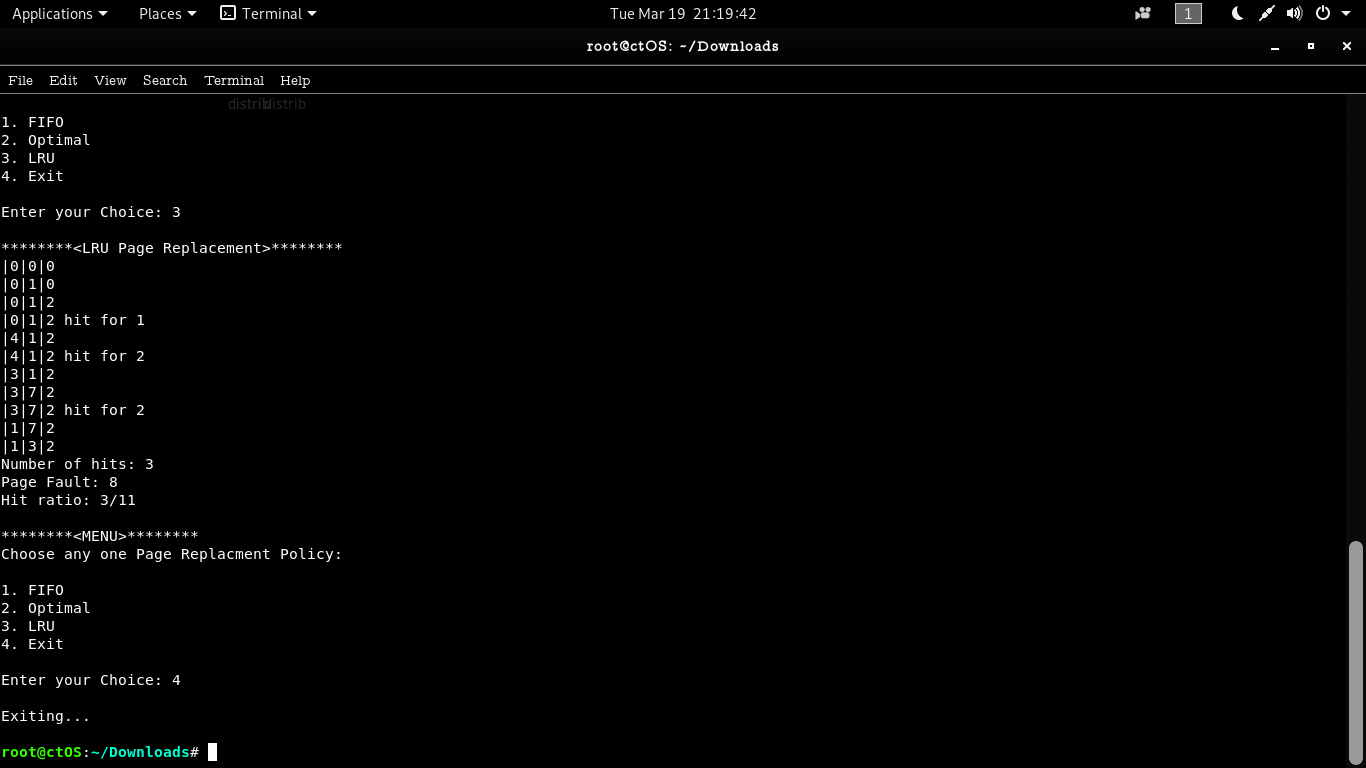 Applications Places Terminal Tue Mar 19 21:19:42 1
root@ctOS: ~/Downloads
File Edit View Search Terminal Help
distrib distrib
1. FIFO
2. Optimal
3. LRU
4. Exit
Enter your Choice: 3
********<LRU Page Replacement>********
|0|0|0
|0|1|0
|0|1|2
|0|1|2 hit for 1
|4|1|2
|4|1|2 hit for 2
|3|1|2
|3|7|2
|3|7|2 hit for 2
|1|7|2
|1|3|2
Number of hits: 3
Page Fault: 8
Hit ratio: 3/11
********<MENU>********
Choose any one Page Replacment Policy:
1. FIFO
2. Optimal
3. LRU
4. Exit
Enter your Choice: 4
Exiting...
root@ctOS:~/Downloads#